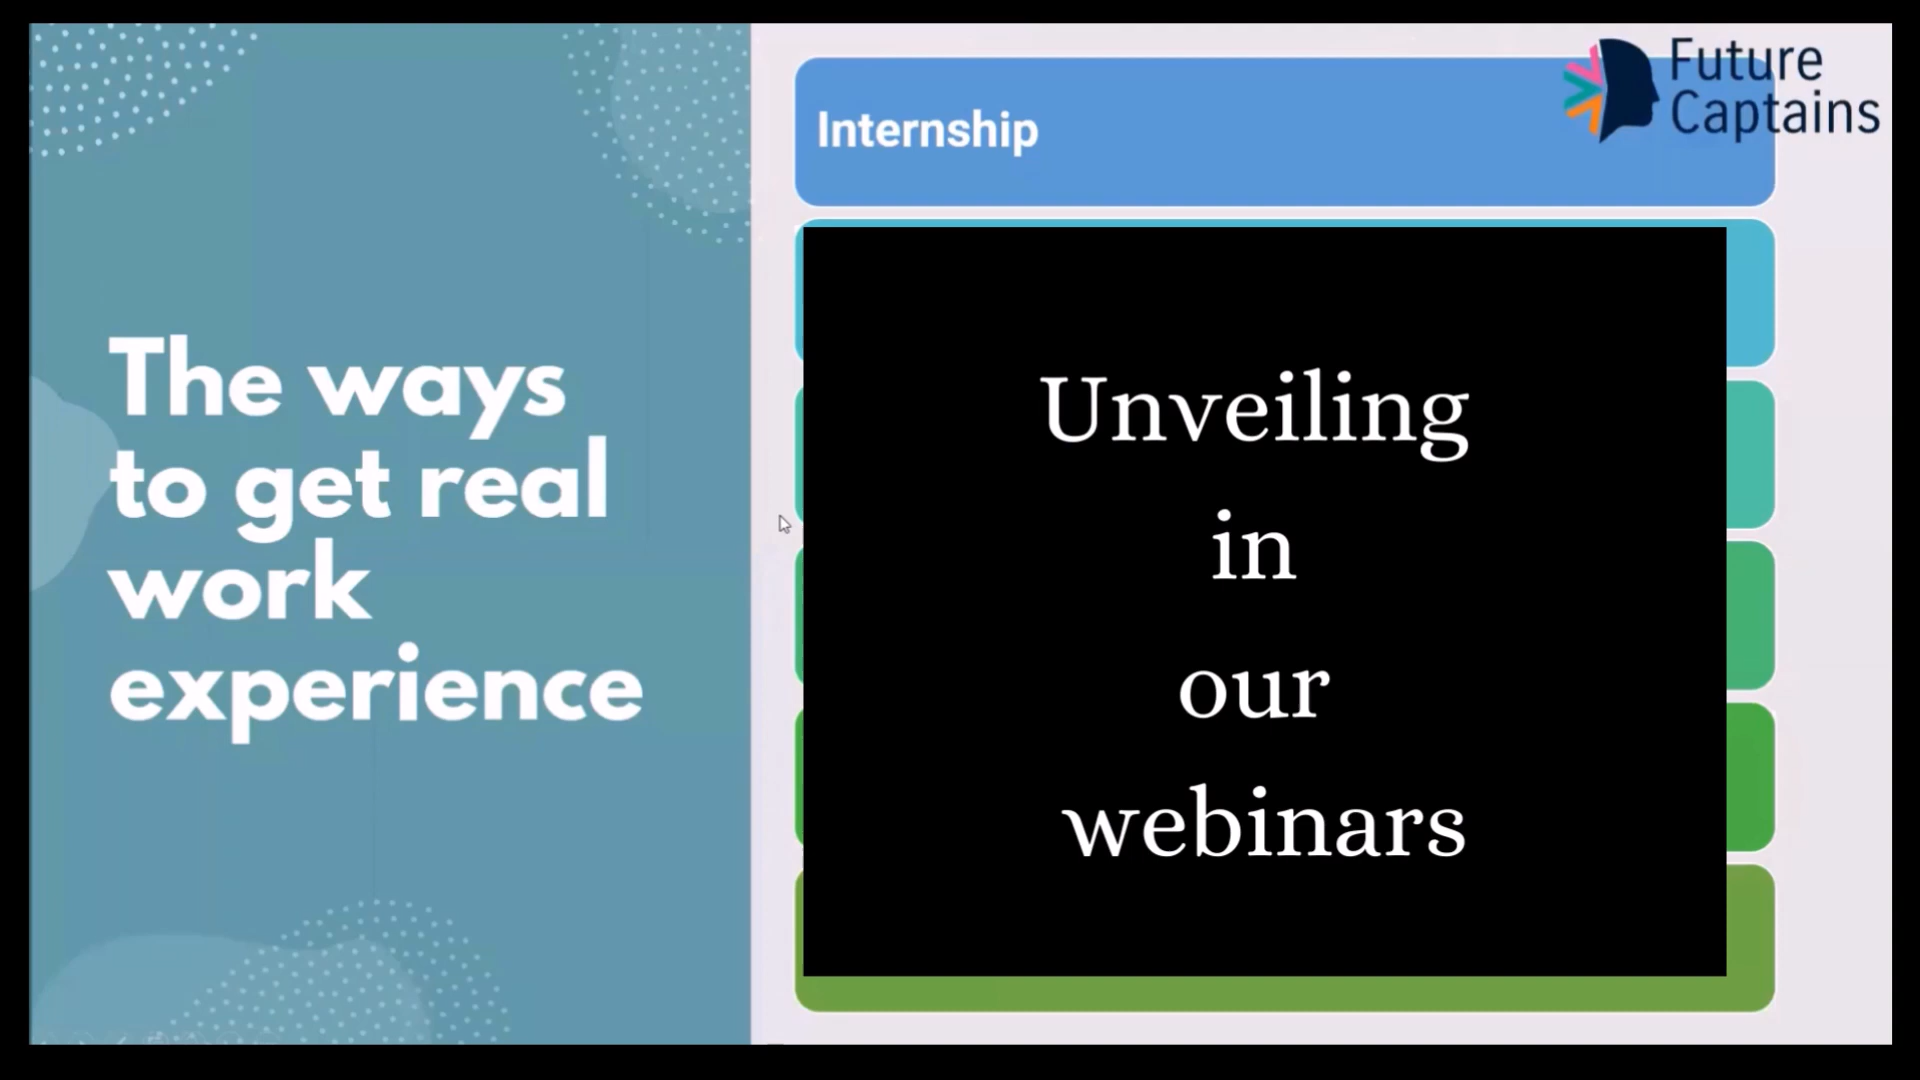 The ways
to get real
work
experience
Internship
Future
Captains
Unveiling
in
our
webinars